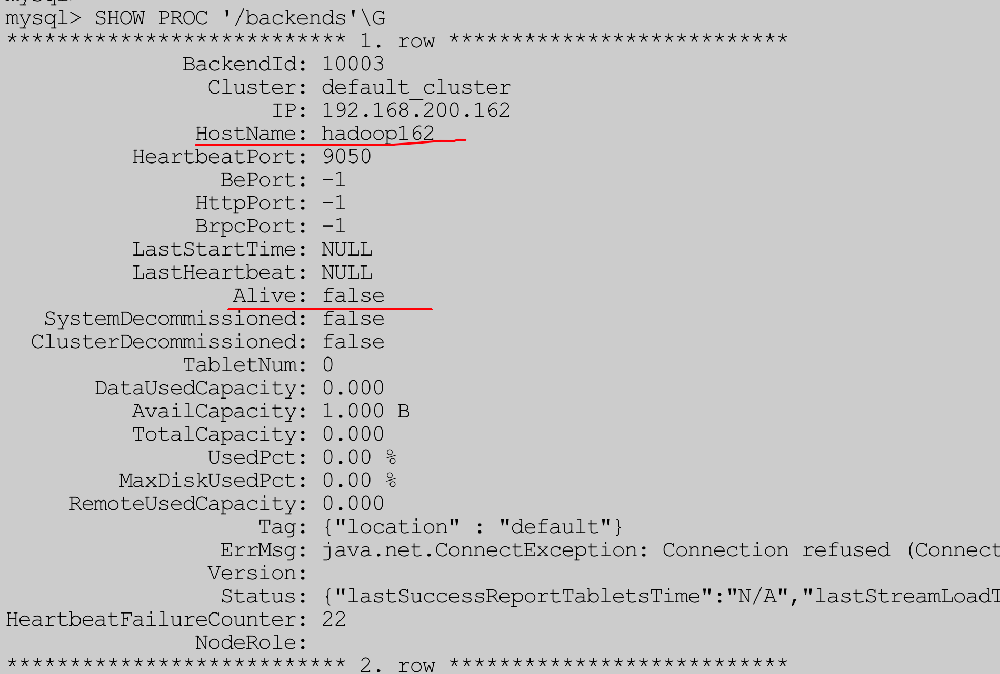 mysql>
mysql> SHOW PROC '/backends'\G
*************************** 1. row ***************************
BackendId: 10003
Cluster: default_cluster
IP: 192.168.200.162
HostName: hadoop162
HeartbeatPort: 9050
BePort: -1
HttpPort: -1
BrpcPort: -1
LastStartTime: NULL
LastHeartbeat: NULL
Alive: false
SystemDecommissioned: false
ClusterDecommissioned: false
TabletNum: 0
DataUsedCapacity: 0.000
AvailCapacity: 1.000 B
TotalCapacity: 0.000
UsedPct: 0.00 %
MaxDiskUsedPct: 0.00 %
RemoteUsedCapacity: 0.000
Tag: {"location" : "default"}
ErrMsg: java.net.ConnectException: Connection refused (Connect
Version:
Status: {"lastSuccessReportTabletsTime":"N/A","lastStreamLoadT
HeartbeatFailureCounter: 22
NodeRole:
*************************** 2. row ***************************